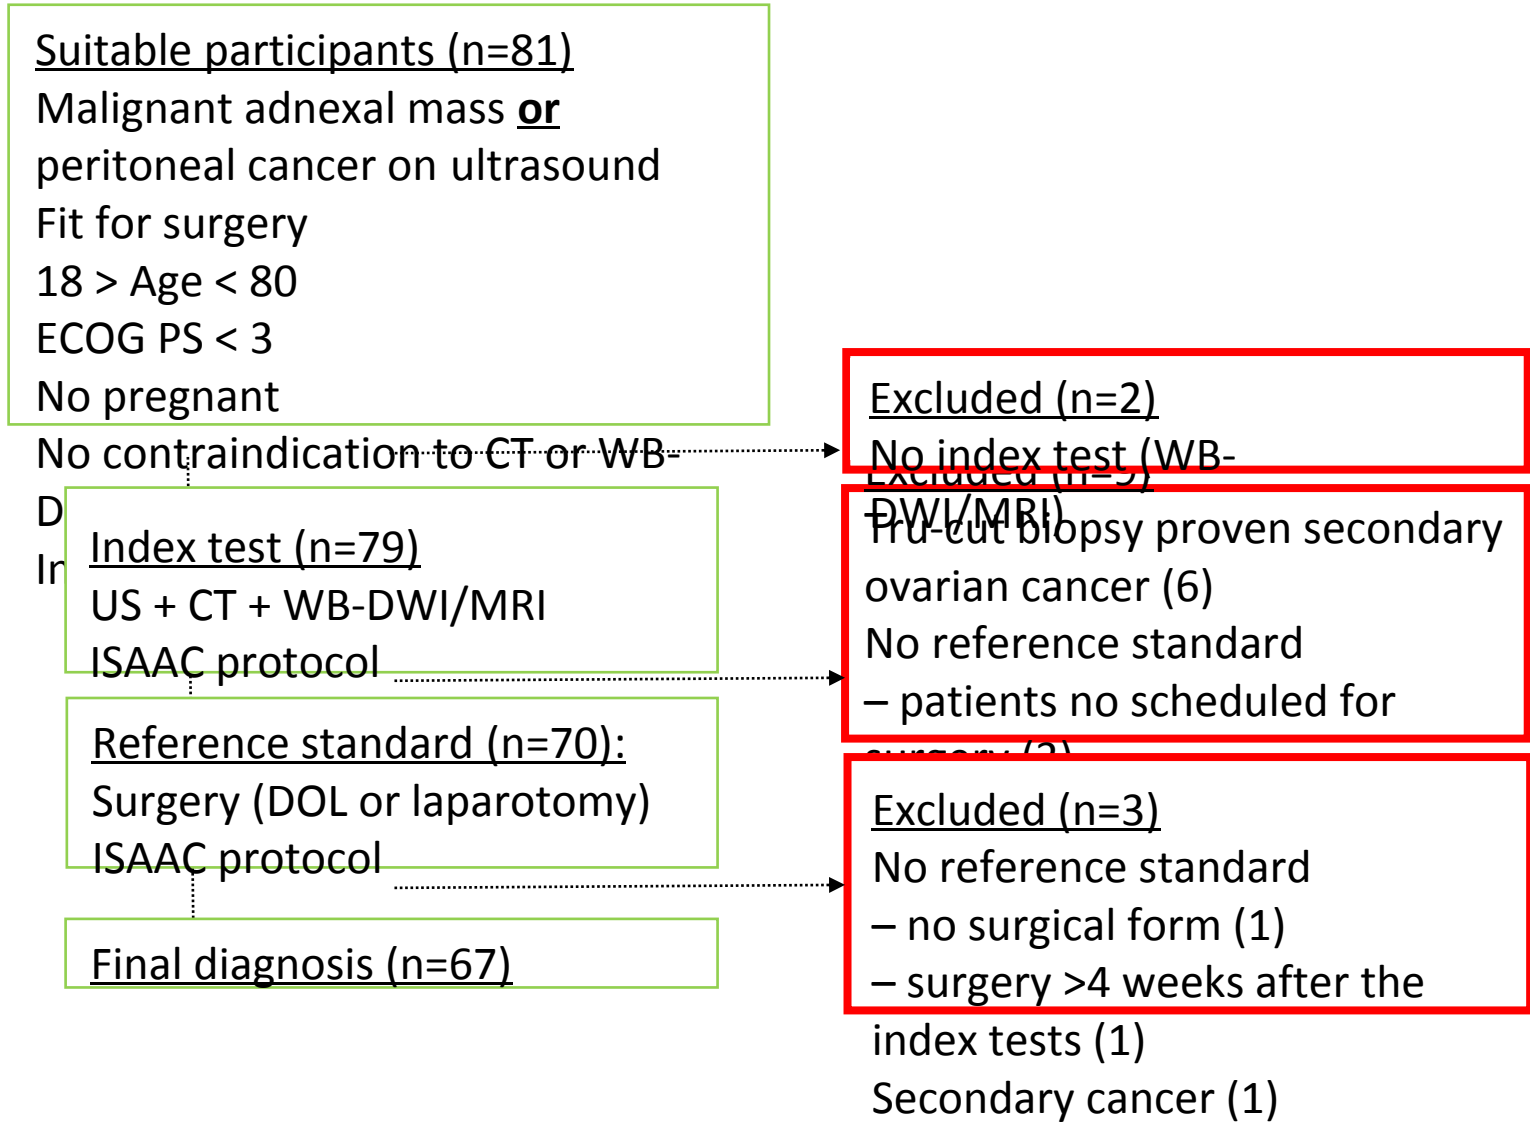 Suitable participants (n=81)
Malignant adnexal mass or
peritoneal cancer on ultrasound
Fit for surgery
18 > Age < 80
ECOG PS < 3
No pregnant
No contraindication to CT or WB-
Index test (n=79)
US + CT + WB-DWI/MRI
ISAAC protocol
Reference standard (n=70):
Surgery (DOL or laparotomy)
ISAAC protocol
Final diagnosis (n=67)
Excluded (n=2)
No index test (WB-
DWI/MRI)
Excluded (n=9)
Tru-cut biopsy proven secondary
ovarian cancer (6)
No reference standard
– patients no scheduled for
surgery (3)
Excluded (n=3)
No reference standard
– no surgical form (1)
– surgery >4 weeks after the
index tests (1)
Secondary cancer (1)